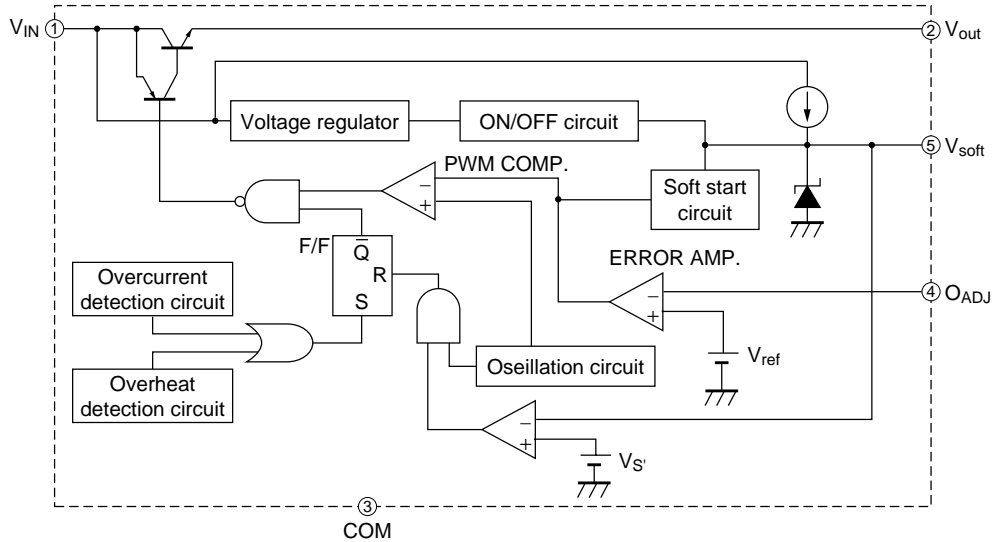 VIN ① ② Vout
Voltage regulator
ON/OFF circuit
⑤ Vsoft
PWM COMP.
−
+
Soft start
circuit
F/F
Q̅
R
S
ERROR AMP.
−
+
④ OADJ
Overcurrent
detection circuit
Overheat
detection circuit
Oseillation circuit
Vref
−
+
VS'
③
COM